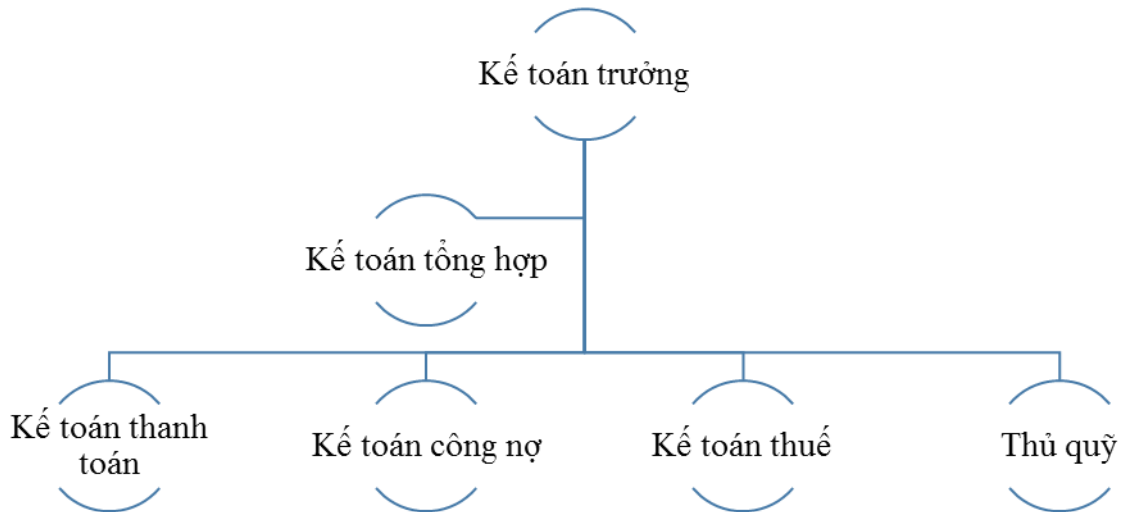 Kế toán trưởng
Kế toán tổng hợp
Kế toán thanh
toán
Kế toán công nợ
Kế toán thuế
Thủ quỹ